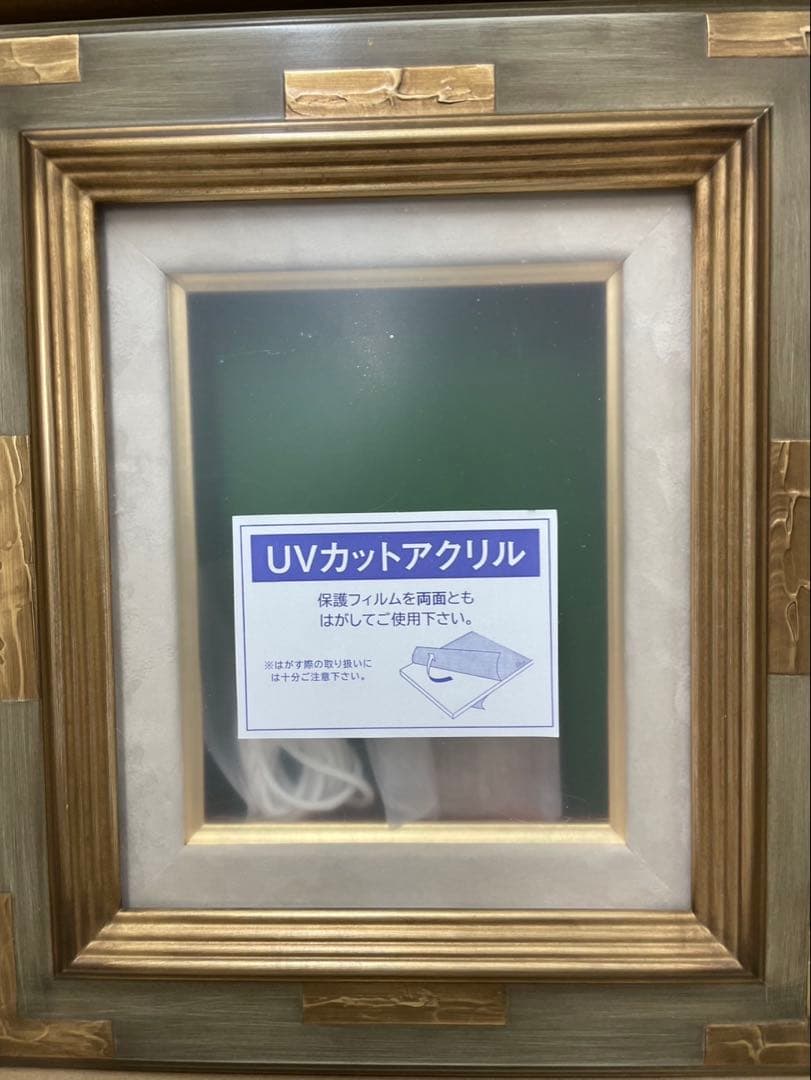 UVカットアクリル
保護フィルムを両面とも
はがしてご使用下さい。
※はがす際の取り扱いに
は十分ご注意下さい。